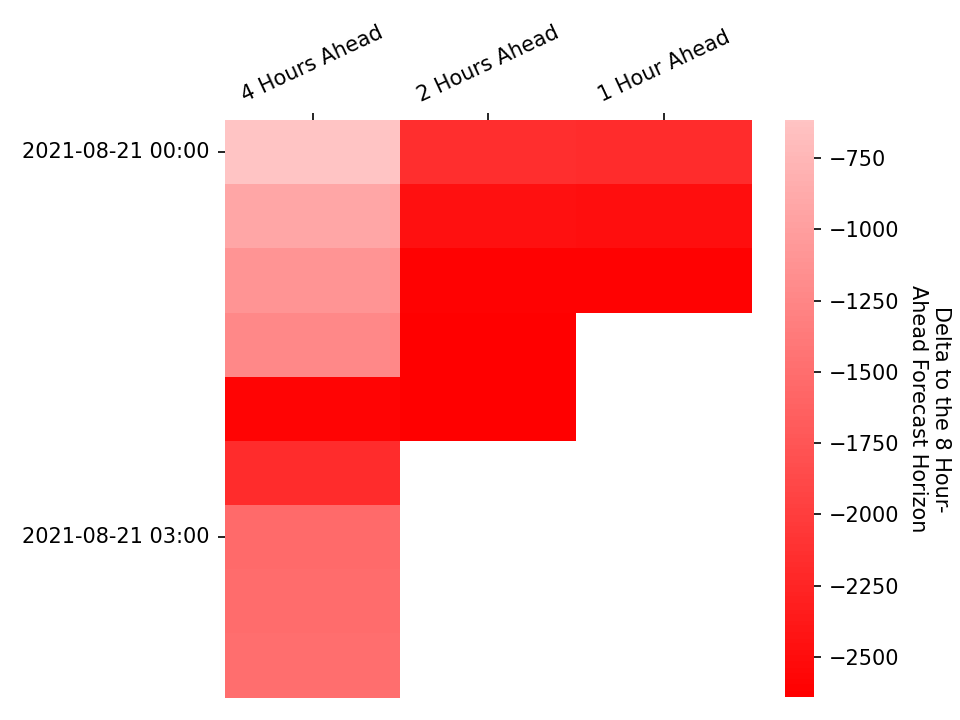 4 Hours Ahead
2 Hours Ahead
1 Hour Ahead
2021-08-21 00:00
2021-08-21 03:00
−750
−1000
−1250
−1500
−1750
−2000
−2250
−2500
Delta to the 8 Hour-
Ahead Forecast Horizon